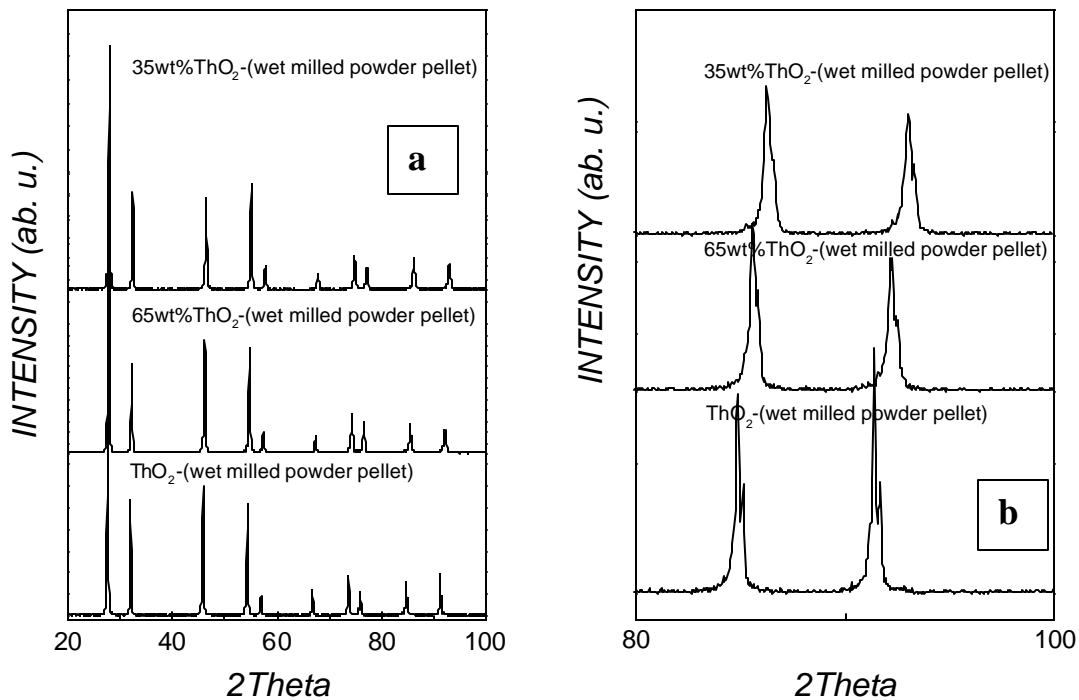 35wt%ThO₂-(wet milled powder pellet)
a
65wt%ThO₂-(wet milled powder pellet)
ThO₂-(wet milled powder pellet)
INTENSITY (ab. u.)
20 40 60 80 100
2Theta
35wt%ThO₂-(wet milled powder pellet)
65wt%ThO₂-(wet milled powder pellet)
ThO₂-(wet milled powder pellet)
b
INTENSITY (ab. u.)
80 100
2Theta